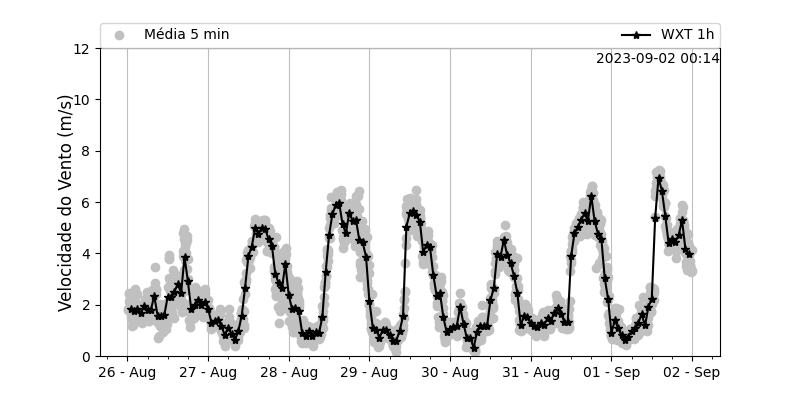 Média 5 min
WXT 1h
2023-09-02 00:14
Velocidade do Vento (m/s)
12
10
8
6
4
2
0
26 - Aug
27 - Aug
28 - Aug
29 - Aug
30 - Aug
31 - Aug
01 - Sep
02 - Sep